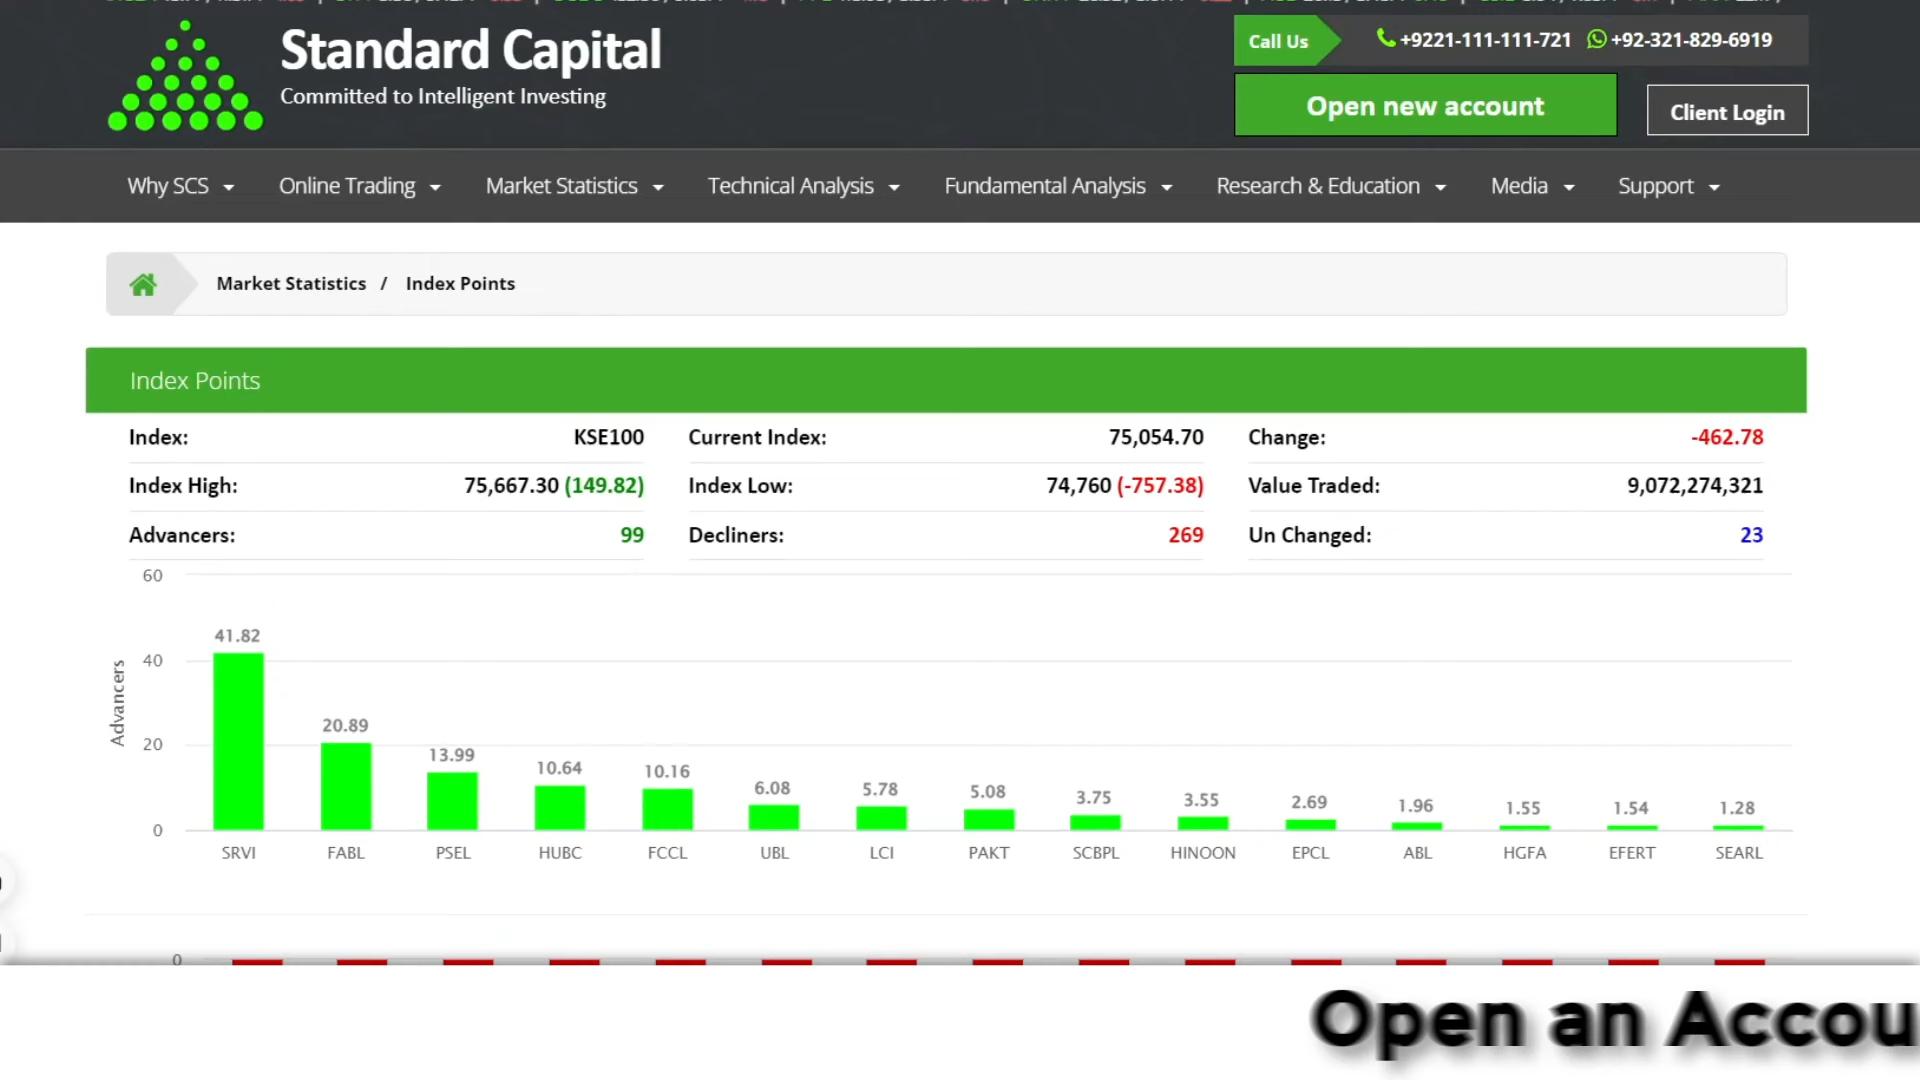 Standard Capital
Committed to Intelligent Investing
Call Us
+9221-111-111-721 +92-321-829-6919
Open new account
Client Login
Why SCS Online Trading Market Statistics Technical Analysis Fundamental Analysis Research & Education Media Support
Market Statistics / Index Points
Index Points
Index: KSE100 Current Index: 75,054.70 Change: -462.78
Index High: 75,667.30 (149.82) Index Low: 74,760 (-757.38) Value Traded: 9,072,274,321
Advancers: 99 Decliners: 269 Un Changed: 23
60
40
20
0
Advancers
41.82 20.89 13.99 10.64 10.16 6.08 5.78 5.08 3.75 3.55 2.69 1.96 1.55 1.54 1.28
SRVI FABL PSEL HUBC FCCL UBL LCI PAKT SCBPL HINOON EPCL ABL HGFA EFERT SEARL
0
Open an Accou